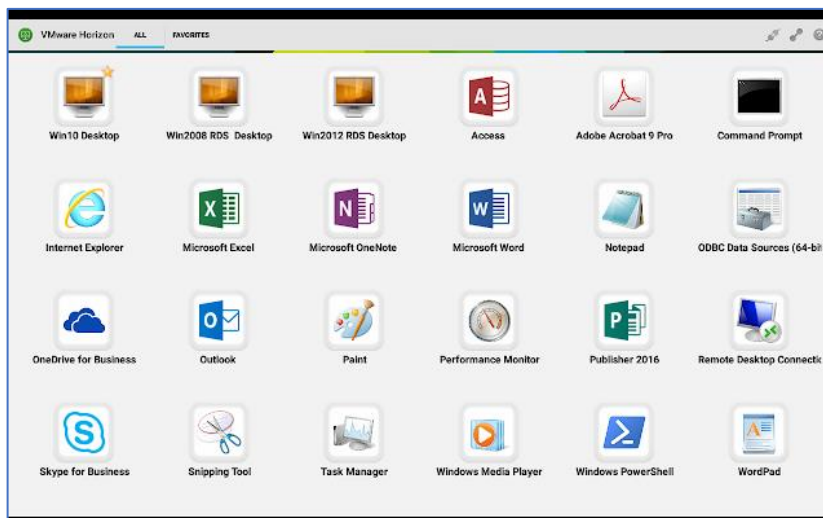 VMware Horizon ALL FAVORITES
Win10 Desktop Win2008 RDS Desktop Win2012 RDS Desktop Access Adobe Acrobat 9 Pro Command Prompt
Internet Explorer Microsoft Excel Microsoft OneNote Microsoft Word Notepad ODBC Data Sources (64-bit
OneDrive for Business Outlook Paint Performance Monitor Publisher 2016 Remote Desktop Connectic
Skype for Business Snipping Tool Task Manager Windows Media Player Windows PowerShell WordPad